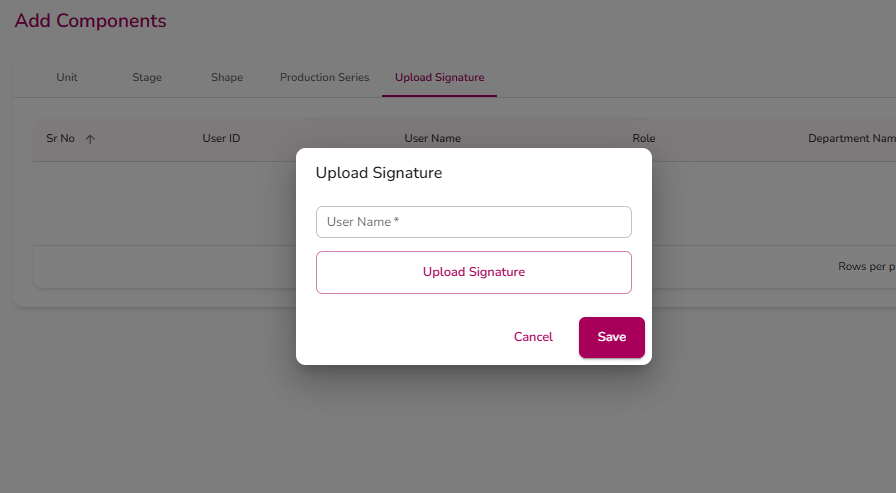 Add Components
Unit Stage Shape Production Series Upload Signature
Sr No User ID User Name Role Department Nam
Upload Signature
User Name *
Upload Signature
Rows per p
Cancel Save